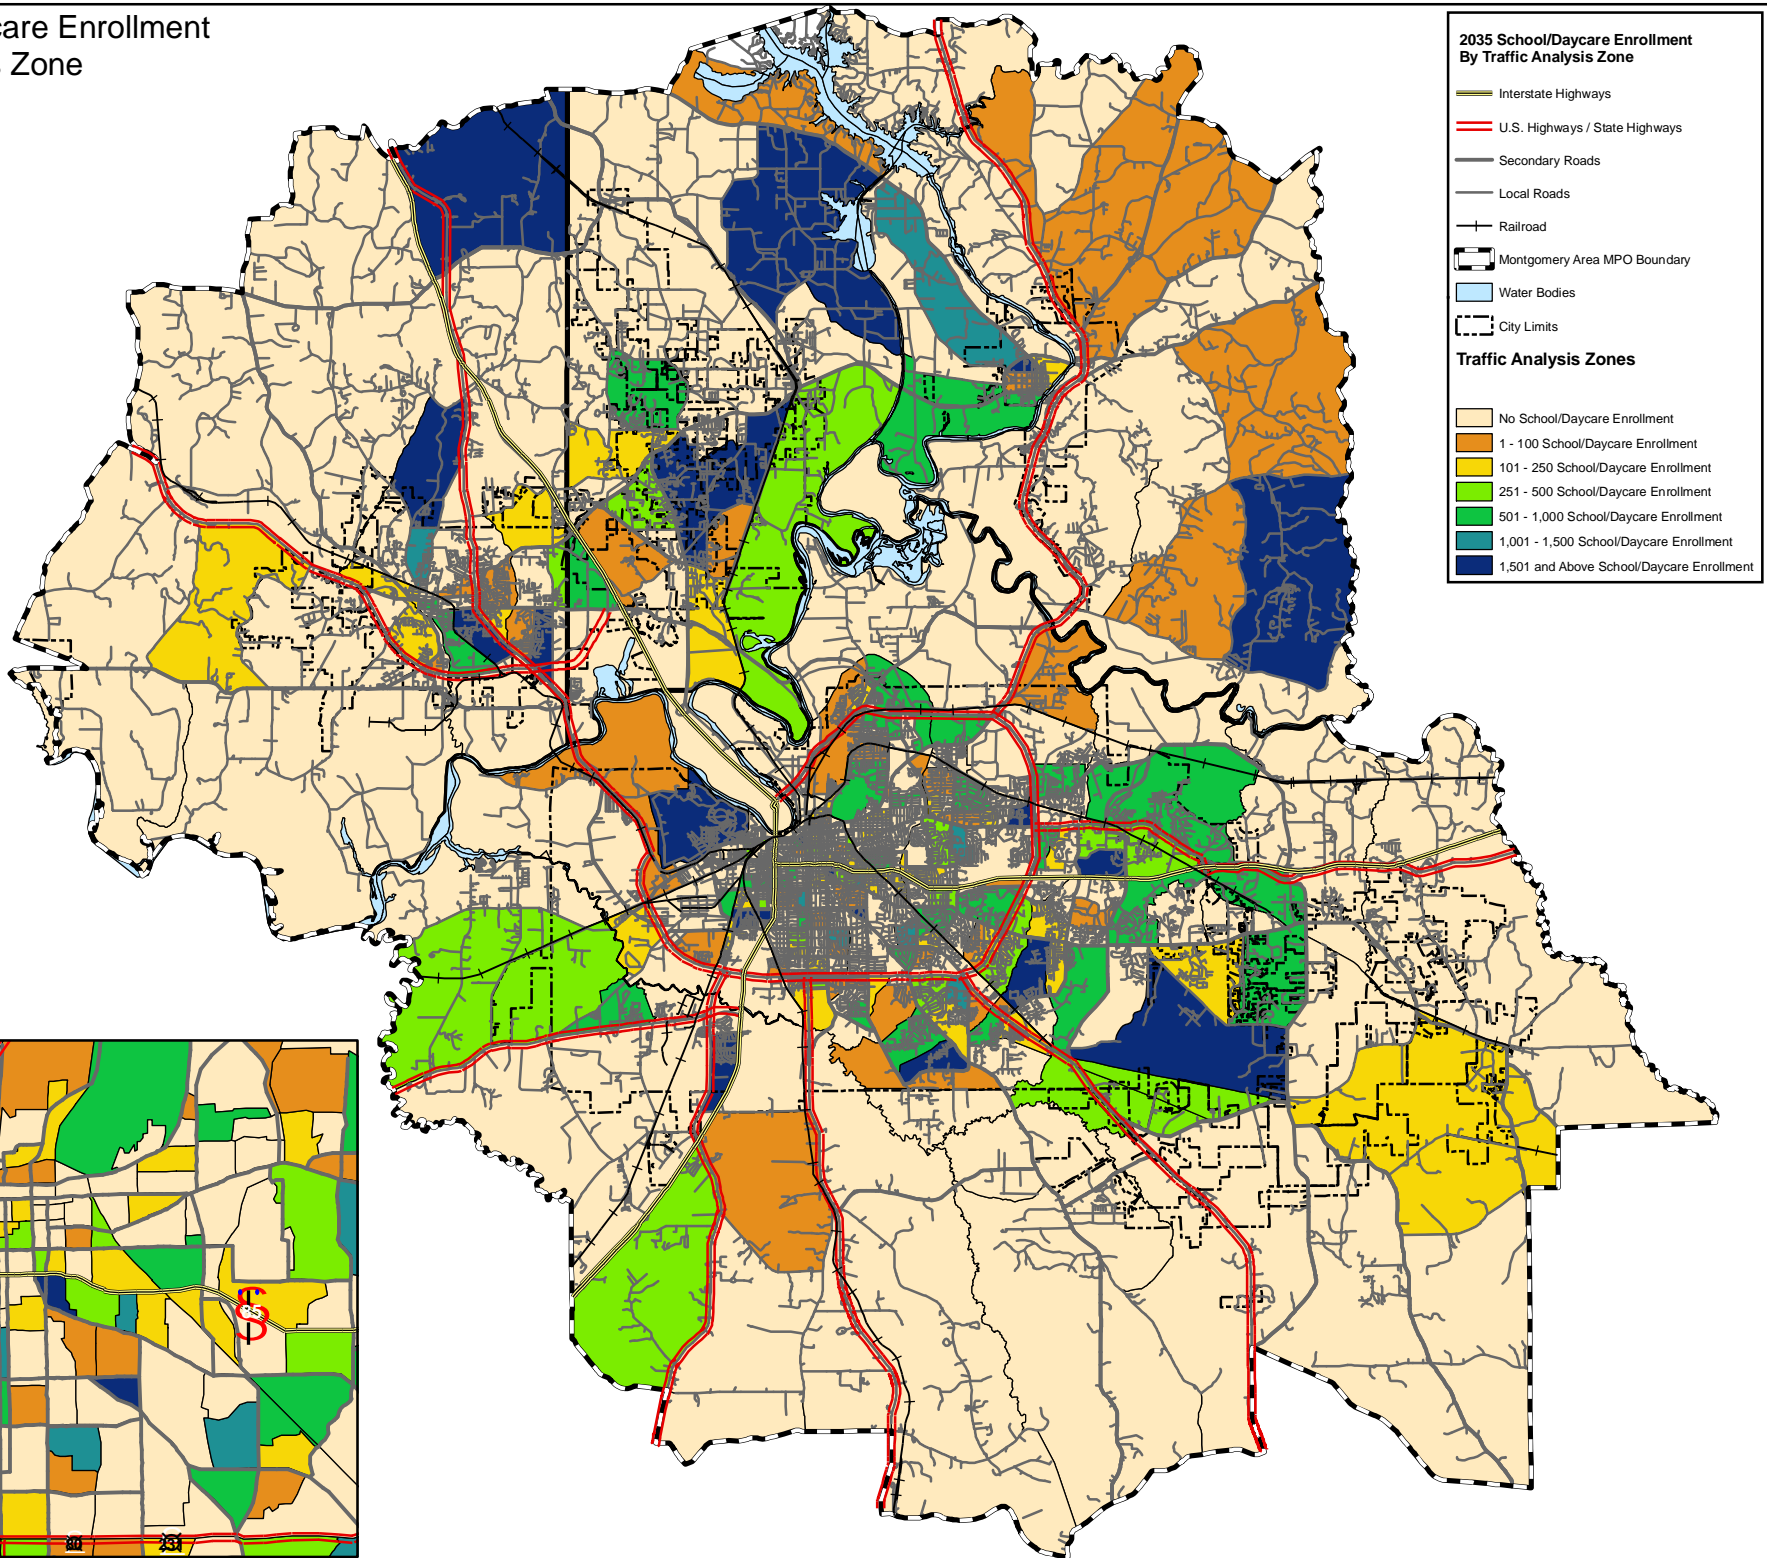 care Enrollment
Zone
2035 School/Daycare Enrollment
By Traffic Analysis Zone
Interstate Highways
U.S. Highways / State Highways
Secondary Roads
Local Roads
Railroad
Montgomery Area MPO Boundary
Water Bodies
City Limits
Traffic Analysis Zones
No School/Daycare Enrollment
1 - 100 School/Daycare Enrollment
101 - 250 School/Daycare Enrollment
251 - 500 School/Daycare Enrollment
501 - 1,000 School/Daycare Enrollment
1,001 - 1,500 School/Daycare Enrollment
1,501 and Above School/Daycare Enrollment
80
231